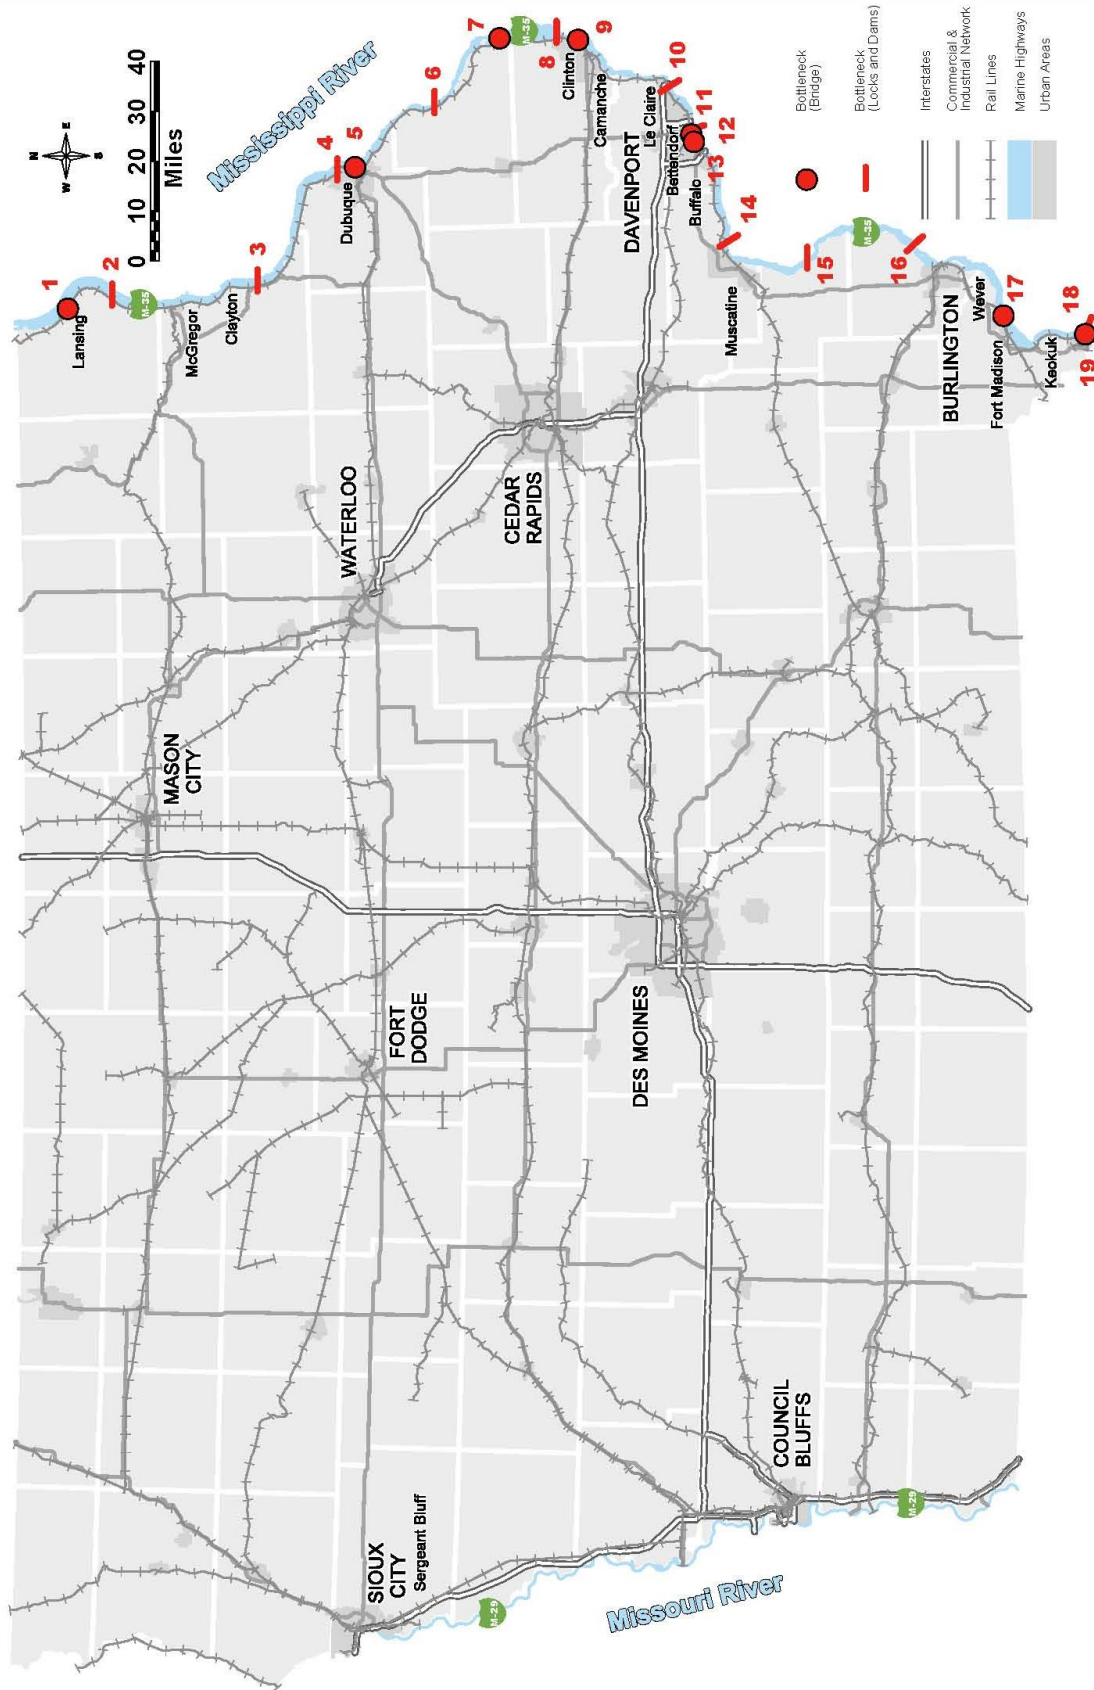 Mississippi River
Missouri River
N
W
E
S
0 10 20 30 40
Miles
M-35
M-35
M-35
M-29
M-29
1
2
3
4
5
6
7
8
9
10
11
12
13
14
15
16
17
18
19
Lansing
McGregor
Clayton
Dubuque
Clinton
Camanche
Le Claire
Bettendorf
DAVENPORT
Buffalo
Muscatine
BURLINGTON
Wever
Fort Madison
Keokuk
WATERLOO
CEDAR
RAPIDS
MASON
CITY
FORT
DODGE
DES MOINES
SIOUX
CITY
Sergeant Bluff
COUNCIL
BLUFFS
Bottleneck
(Bridge)
Bottleneck
(Locks and Dams)
Interstates
Commercial &
Industrial Network
Rail Lines
Marine Highways
Urban Areas